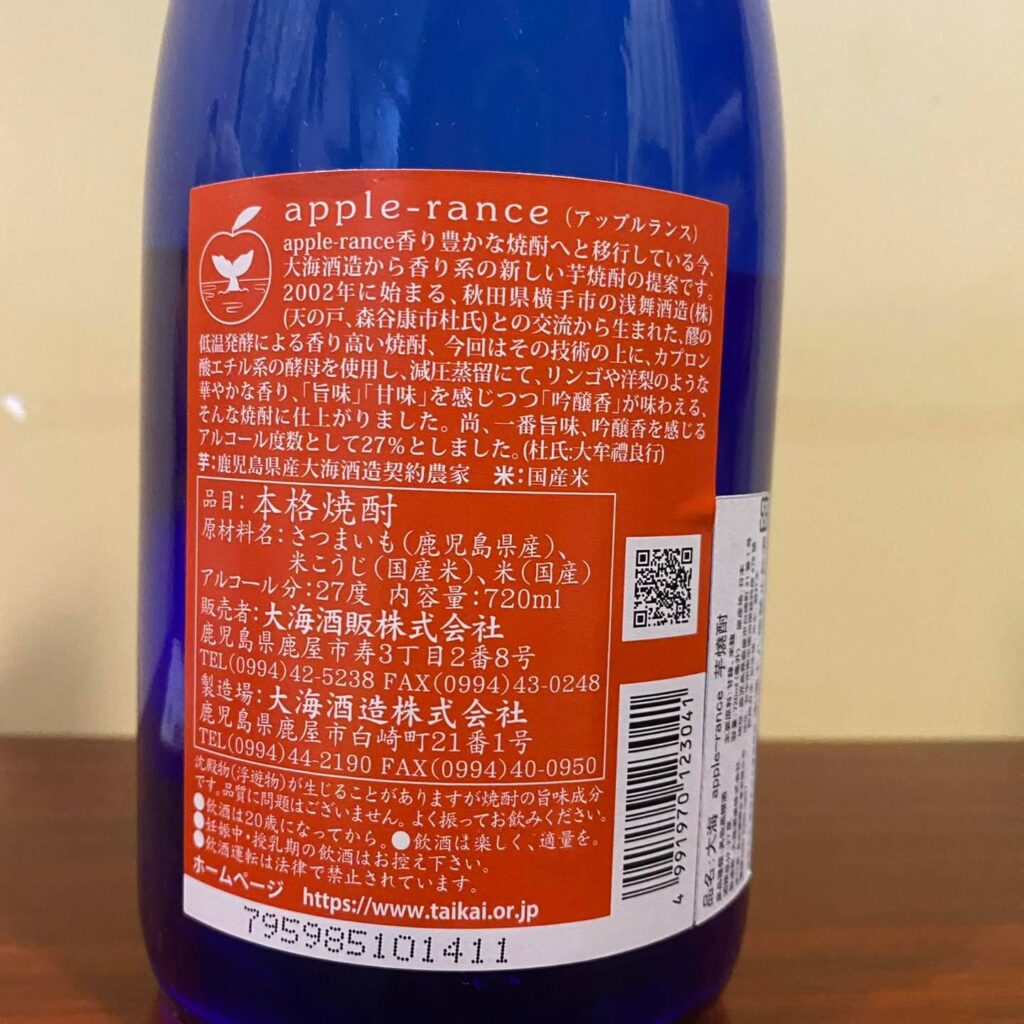 apple-rance（アップルランス）
apple-rance香り豊かな焼酎へと移行している今、
大海酒造から香り系の新しい芋焼酎の提案です。
2002年に始まる、秋田県横手市の浅舞酒造(株)
(天の戸、森谷康市杜氏)との交流から生まれた、醪の
低温発酵による香り高い焼酎、今回はその技術の上に、カプロン
酸エチル系の酵母を使用し、減圧蒸留にて、リンゴや洋梨のような
華やかな香り、「旨味」「甘味」を感じつつ「吟醸香」が味わえる、
そんな焼酎に仕上がりました。尚、一番旨味、吟醸香を感じる
アルコール度数として27%としました。(杜氏:大牟禮良行)
芋:鹿児島県産大海酒造契約農家 米:国産米
品目:本格焼酎
原材料名:さつまいも(鹿児島県産)、
米こうじ(国産米)、米(国産)
アルコール分:27度 内容量:720ml
販売者:大海酒販株式会社
鹿児島県鹿屋市寿3丁目2番8号
TEL(0994)42-5238 FAX(0994)43-0248
製造場:大海酒造株式会社
鹿児島県鹿屋市白崎町21番1号
TEL(0994)44-2190 FAX(0994)40-0950
沈殿物(浮遊物)が生じることがありますが焼酎の旨味成分
です。品質に問題はございません。よく振ってお飲みください。
●飲酒は20歳になってから。●飲酒は楽しく、適量を。
●妊娠中・授乳期の飲酒はお控え下さい。
●飲酒運転は法律で禁止されています。
ホームページ https://www.taikai.or.jp
795985101411
4 991970 123041
品名:大海 apple-rance 芋焼酎